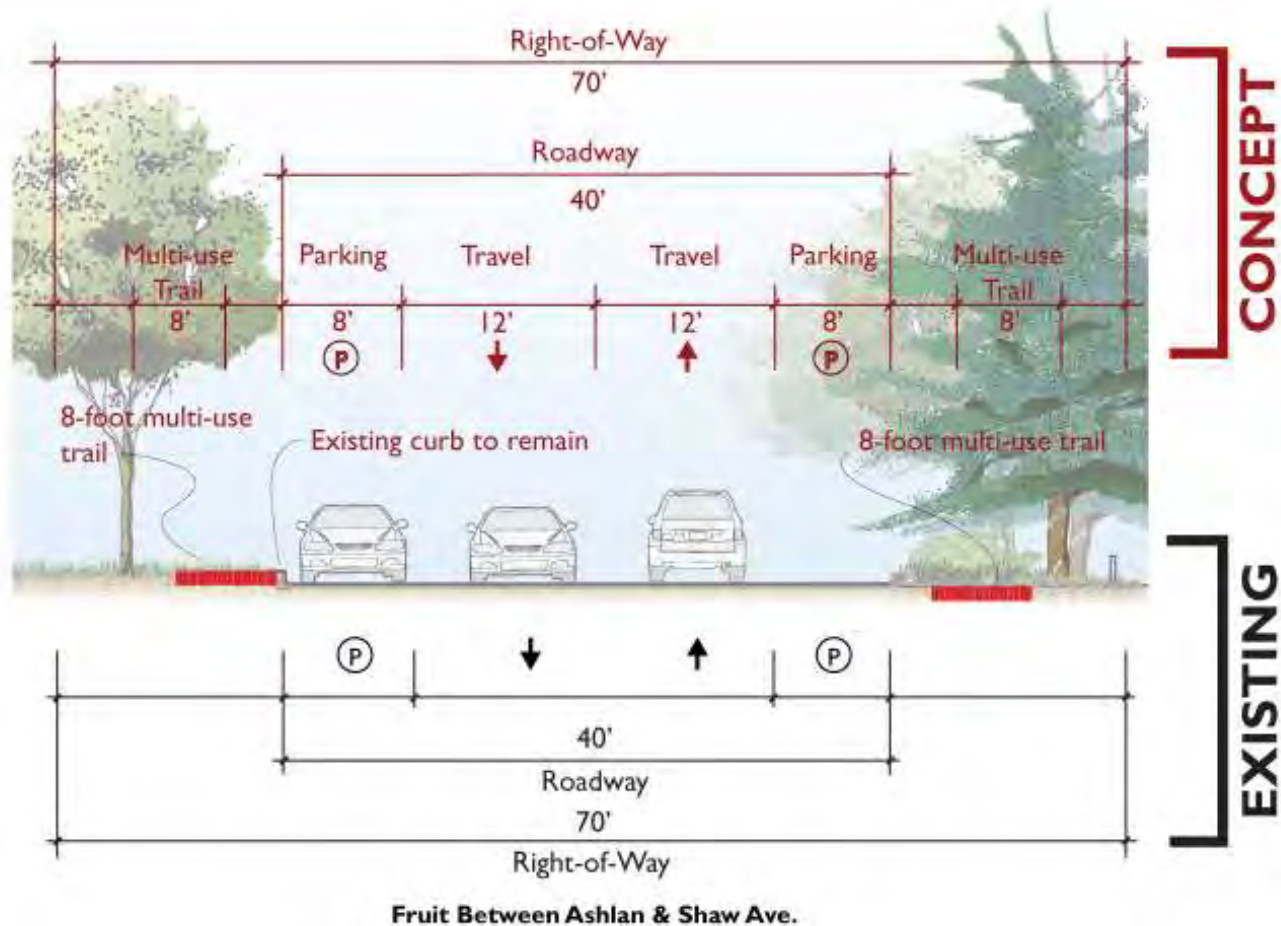 Right-of-Way
70'
Roadway
40'
Multi-use
Trail
8'
Parking
8'
P
Travel
12'
Travel
12'
Parking
8'
P
Multi-use
Trail
8'
CONCEPT
8-foot multi-use
trail
Existing curb to remain
8-foot multi-use trail
P
P
40'
Roadway
70'
Right-of-Way
EXISTING
Fruit Between Ashlan & Shaw Ave.